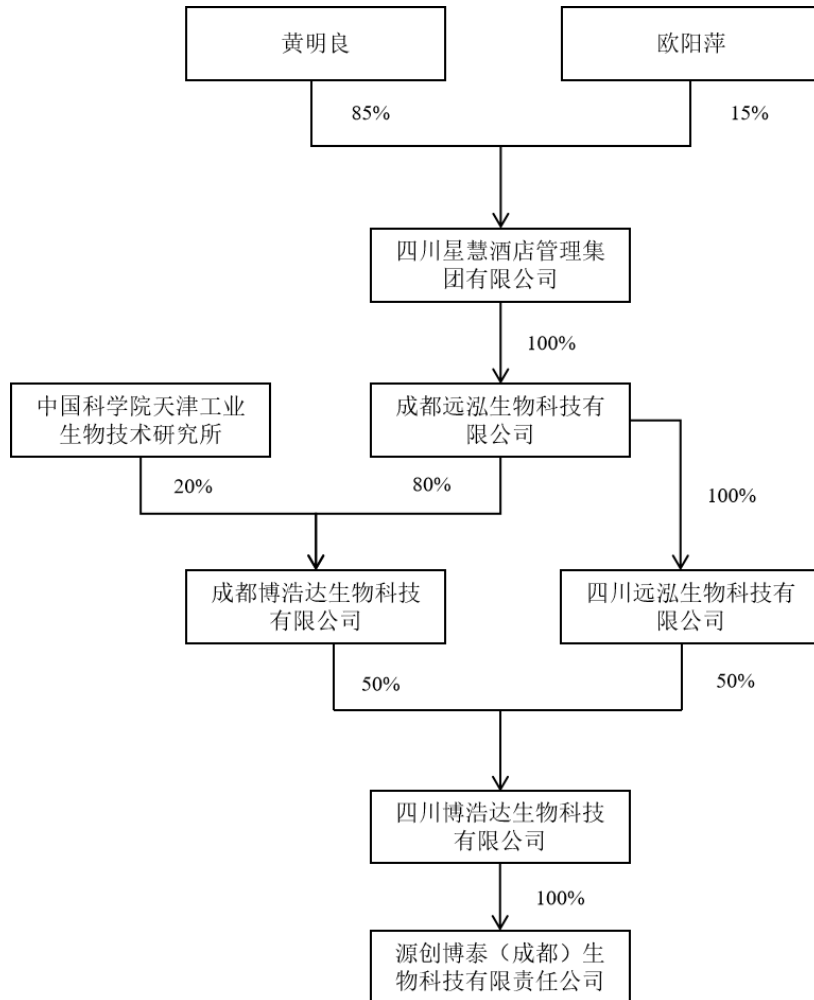 黄明良
欧阳萍
85%
15%
四川星慧酒店管理集
团有限公司
100%
中国科学院天津工业
生物技术研究所
成都远泓生物科技有
限公司
20%
80%
100%
成都博浩达生物科技
有限公司
四川远泓生物科技有
限公司
50%
50%
四川博浩达生物科技
有限公司
100%
源创博泰（成都）生
物科技有限责任公司